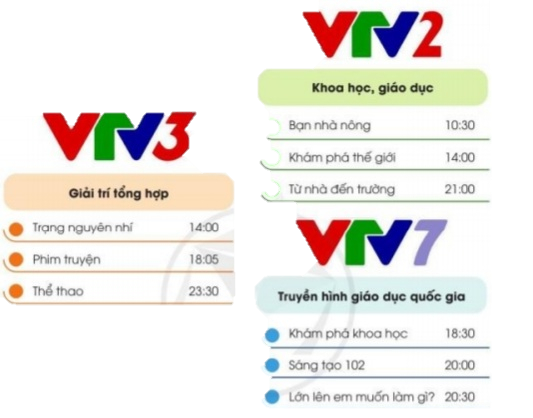 VTV3
Giải trí tổng hợp
Trạng nguyên nhí 14:00
Phim truyện 18:05
Thể thao 23:30
VTV2
Khoa học, giáo dục
Bạn nhà nông 10:30
Khám phá thế giới 14:00
Từ nhà đến trường 21:00
VTV7
Truyền hình giáo dục quốc gia
Khám phá khoa học 18:30
Sáng tạo 102 20:00
Lớn lên em muốn làm gì? 20:30